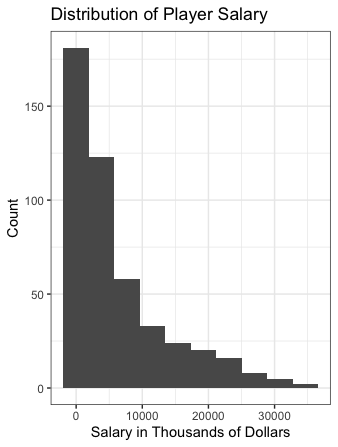 Distribution of Player Salary
150
100
50
0
Count
0 10000 20000 30000
Salary in Thousands of Dollars